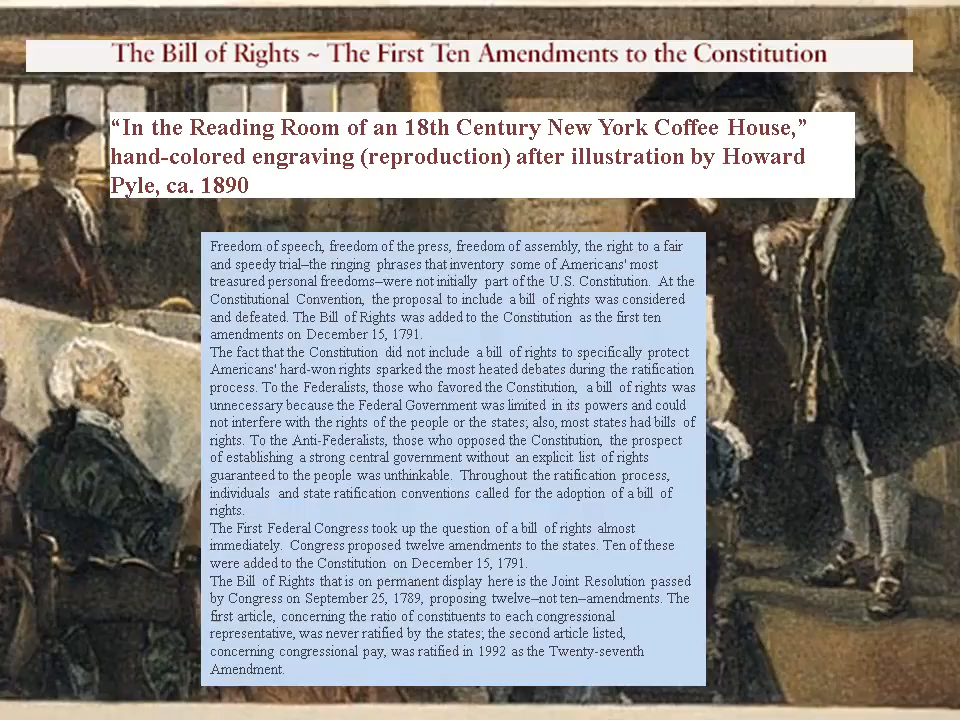 The Bill of Rights ~ The First Ten Amendments to the Constitution
“In the Reading Room of an 18th Century New York Coffee House,”
hand-colored engraving (reproduction) after illustration by Howard
Pyle, ca. 1890
Freedom of speech, freedom of the press, freedom of assembly, the right to a fair
and speedy trial–the ringing phrases that inventory some of Americans' most
treasured personal freedoms–were not initially part of the U.S. Constitution. At the
Constitutional Convention, the proposal to include a bill of rights was considered
and defeated. The Bill of Rights was added to the Constitution as the first ten
amendments on December 15, 1791.
The fact that the Constitution did not include a bill of rights to specifically protect
Americans' hard-won rights sparked the most heated debates during the ratification
process. To the Federalists, those who favored the Constitution, a bill of rights was
unnecessary because the Federal Government was limited in its powers and could
not interfere with the rights of the people or the states; also, most states had bills of
rights. To the Anti-Federalists, those who opposed the Constitution, the prospect
of establishing a strong central government without an explicit list of rights
guaranteed to the people was unthinkable. Throughout the ratification process,
individuals and state ratification conventions called for the adoption of a bill of
rights.
The First Federal Congress took up the question of a bill of rights almost
immediately. Congress proposed twelve amendments to the states. Ten of these
were added to the Constitution on December 15, 1791.
The Bill of Rights that is on permanent display here is the Joint Resolution passed
by Congress on September 25, 1789, proposing twelve–not ten–amendments. The
first article, concerning the ratio of constituents to each congressional
representative, was never ratified by the states; the second article listed,
concerning congressional pay, was ratified in 1992 as the Twenty-seventh
Amendment.